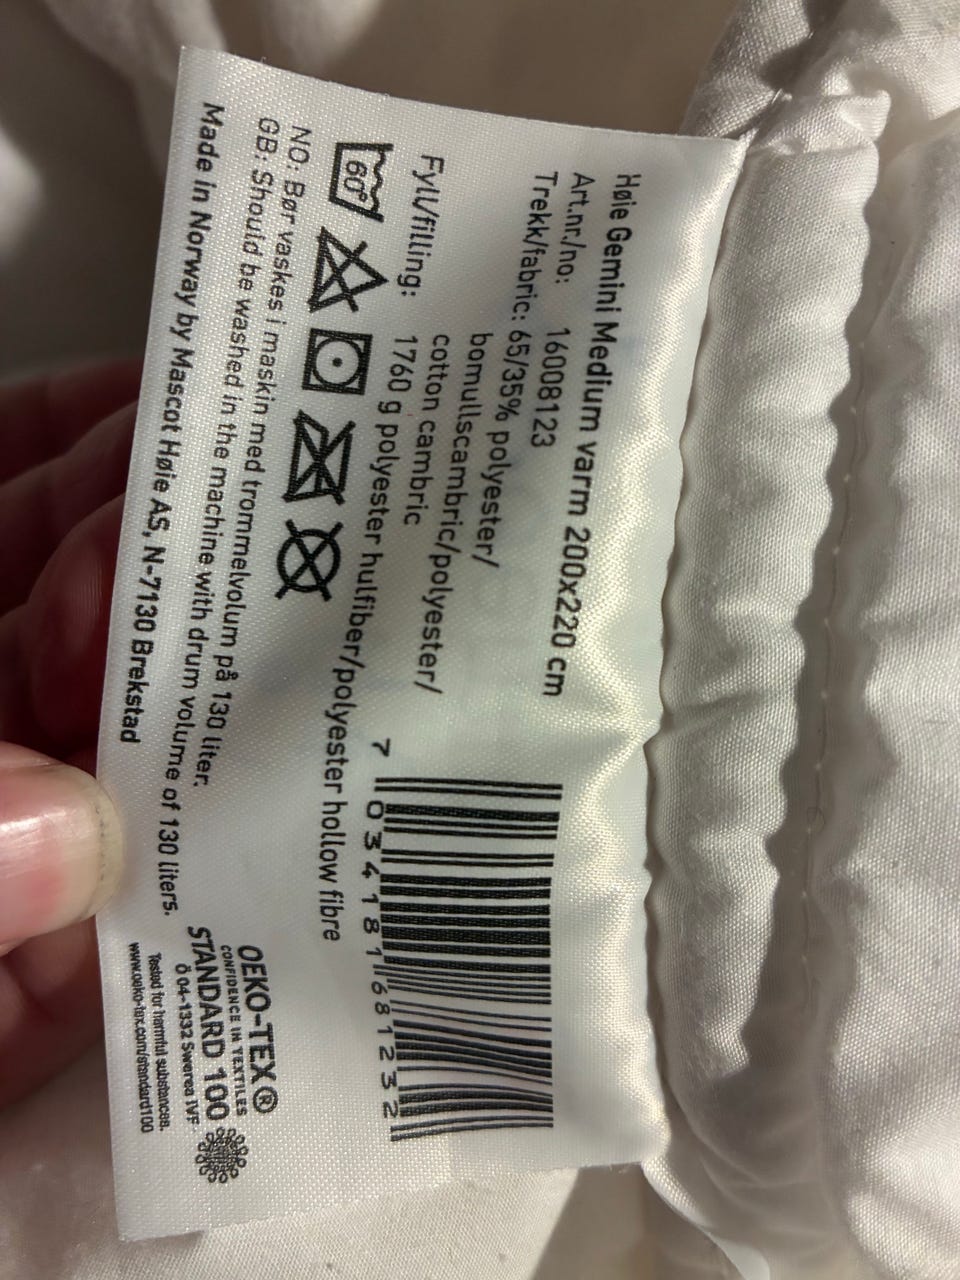 Høie Gemini Medium varm 200x220 cm
Art.nr./no: 16008123
Trekk/fabric: 65/35% polyester/
bomullscambric/polyester/
cotton cambric
Fyll/filling: 1760 g polyester hulfiber/polyester hollow fibre
60°
NO: Bør vaskes i maskin med trommelvolum på 130 liter.
GB: Should be washed in the machine with drum volume of 130 liters.
Made in Norway by Mascot Høie AS, N-7130 Brekstad
7 034181 681232
OEKO-TEX®
CONFIDENCE IN TEXTILES
STANDARD 100
Ö 04-1332 Swerea IVF
Tested for harmful substances.
www.oeko-tex.com/standard100